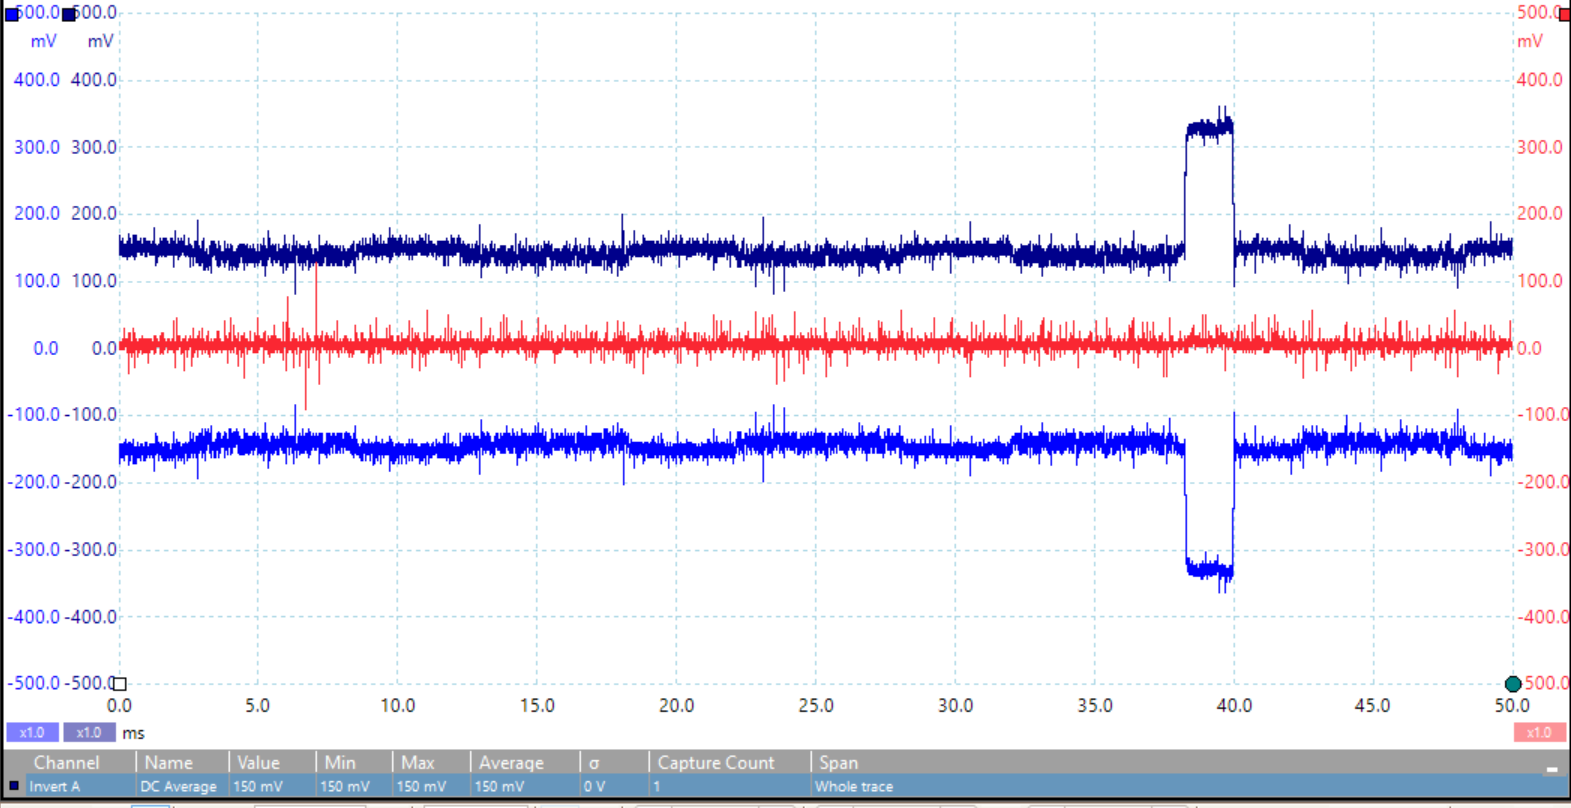 500.0 500.0 500.0
mV mV mV
400.0 400.0 400.0
300.0 300.0 300.0
200.0 200.0 200.0
100.0 100.0 100.0
0.0 0.0 0.0
-100.0 -100.0 -100.0
-200.0 -200.0 -200.0
-300.0 -300.0 -300.0
-400.0 -400.0 -400.0
-500.0 -500.0 500.0
0.0 5.0 10.0 15.0 20.0 25.0 30.0 35.0 40.0 45.0 50.0
x1.0 x1.0 ms x1.0
Channel Name Value Min Max Average σ Capture Count Span
Invert A DC Average 150 mV 150 mV 150 mV 150 mV 0 V 1 Whole trace